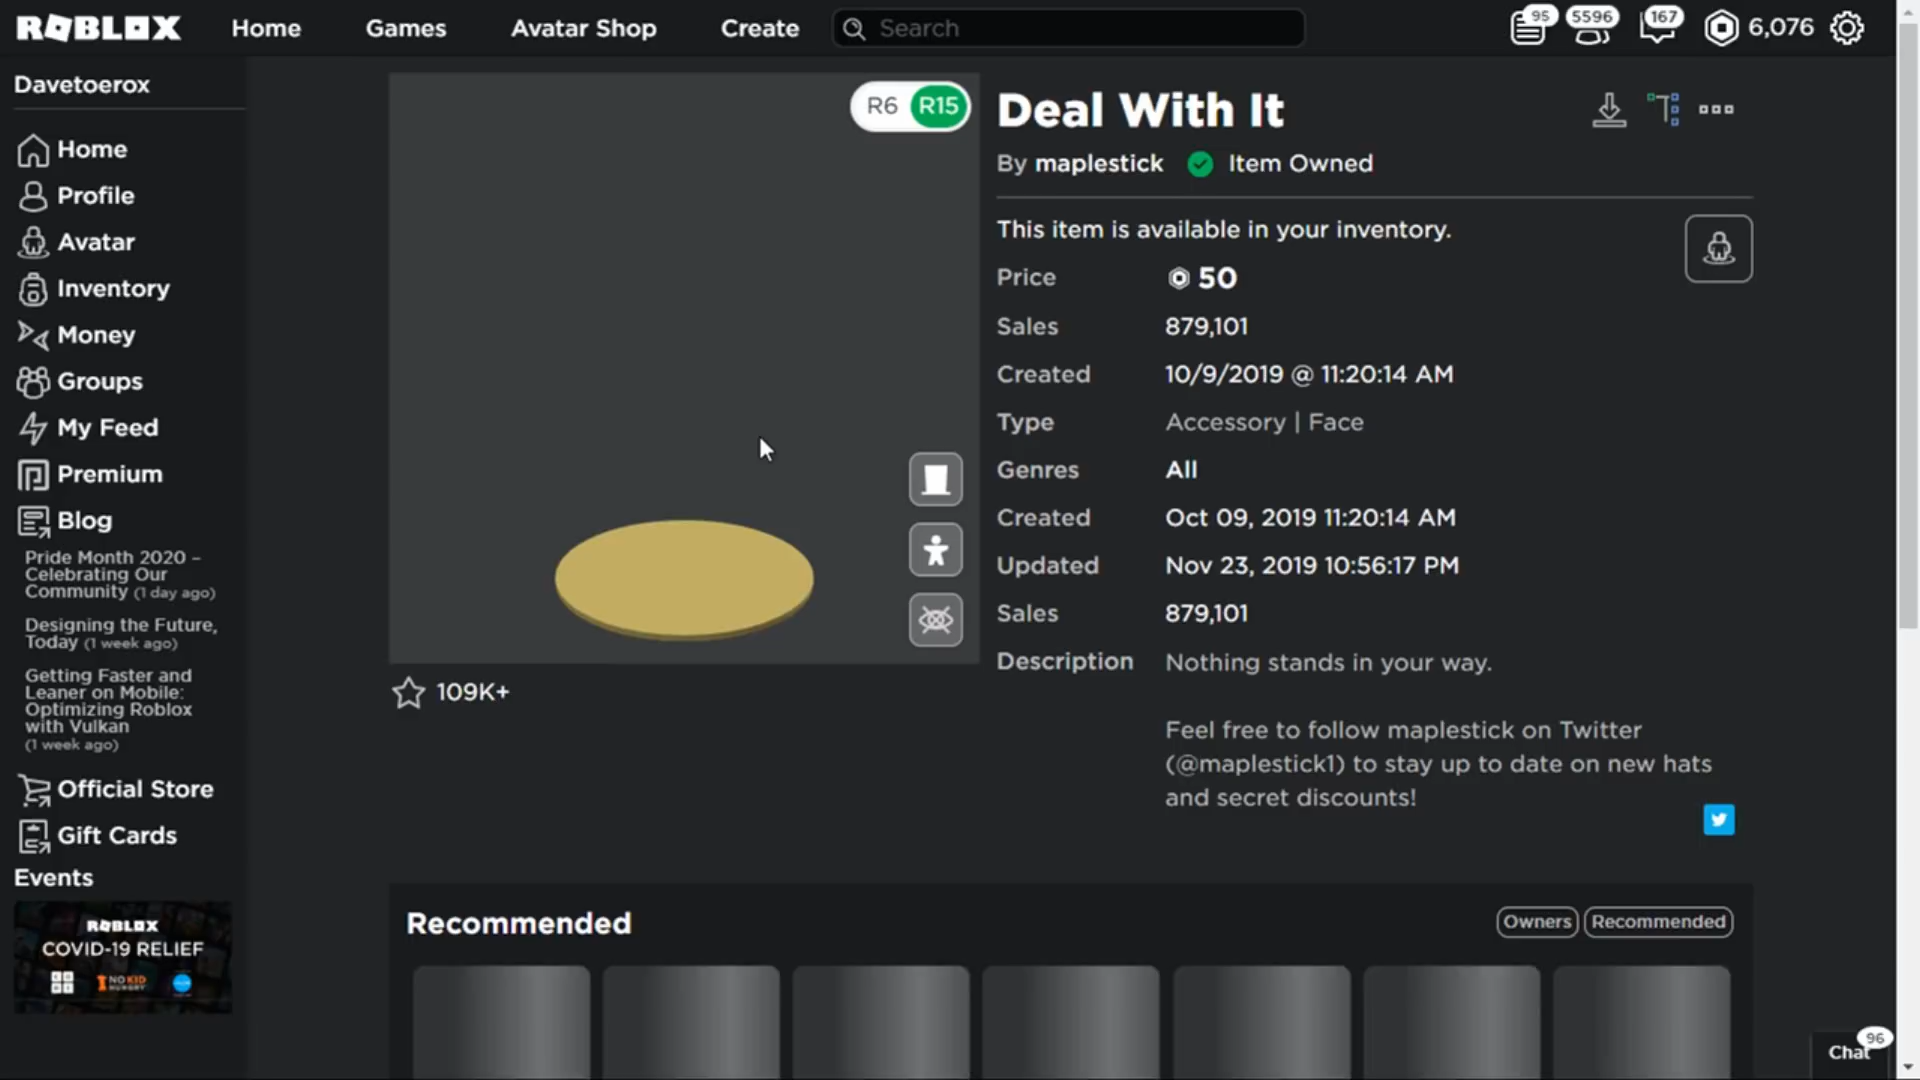 ROBLOX
Home
Games
Avatar Shop
Create
Search
95
5596
167
6,076
Davetoerox
Home
Profile
Avatar
Inventory
Money
Groups
My Feed
Premium
Blog
Pride Month 2020 –
Celebrating Our
Community (1 day ago)
Designing the Future,
Today (1 week ago)
Getting Faster and
Leaner on Mobile:
Optimizing Roblox
with Vulkan
(1 week ago)
Official Store
Gift Cards
Events
ROBLOX
COVID-19 RELIEF
NO KID
HUNGRY
R6 R15
109K+
Deal With It
By maplestick Item Owned
This item is available in your inventory.
Price 50
Sales 879,101
Created 10/9/2019 @ 11:20:14 AM
Type Accessory | Face
Genres All
Created Oct 09, 2019 11:20:14 AM
Updated Nov 23, 2019 10:56:17 PM
Sales 879,101
Description Nothing stands in your way.
Feel free to follow maplestick on Twitter
(@maplestick1) to stay up to date on new hats
and secret discounts!
Recommended
Owners
Recommended
Chat
96